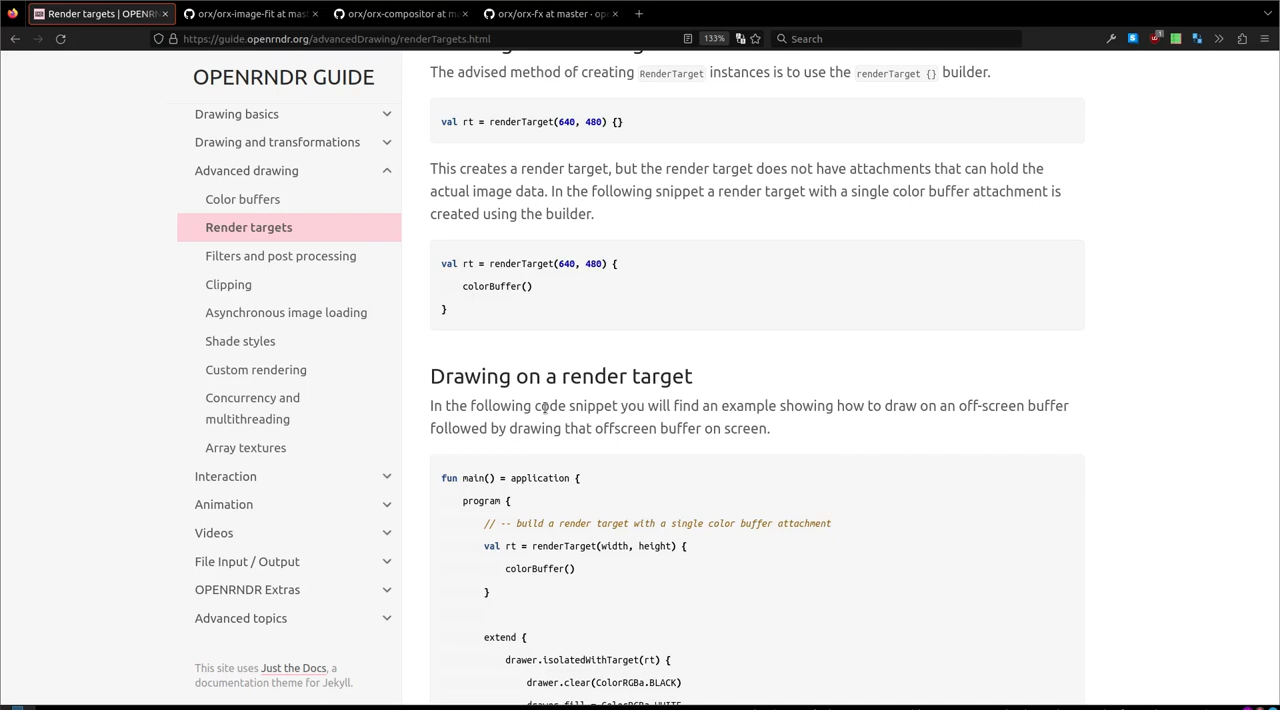 Render targets | OPENRN
orx/orx-image-fit at mast
orx/orx-compositor at ma
orx/orx-fx at master · ope
https://guide.openrndr.org/advancedDrawing/renderTargets.html
133%
Search
OPENRNDR GUIDE
Drawing basics
Drawing and transformations
Advanced drawing
Color buffers
Render targets
Filters and post processing
Clipping
Asynchronous image loading
Shade styles
Custom rendering
Concurrency and
multithreading
Array textures
Interaction
Animation
Videos
File Input / Output
OPENRNDR Extras
Advanced topics
This site uses Just the Docs, a
documentation theme for Jekyll.
The advised method of creating RenderTarget instances is to use the renderTarget {} builder.
val rt = renderTarget(640, 480) {}
This creates a render target, but the render target does not have attachments that can hold the
actual image data. In the following snippet a render target with a single color buffer attachment is
created using the builder.
val rt = renderTarget(640, 480) {
colorBuffer()
}
Drawing on a render target
In the following code snippet you will find an example showing how to draw on an off-screen buffer
followed by drawing that offscreen buffer on screen.
fun main() = application {
program {
// -- build a render target with a single color buffer attachment
val rt = renderTarget(width, height) {
colorBuffer()
}
extend {
drawer.isolatedWithTarget(rt) {
drawer.clear(ColorRGBa.BLACK)
drawer.fill = ColorRGBa.WHITE